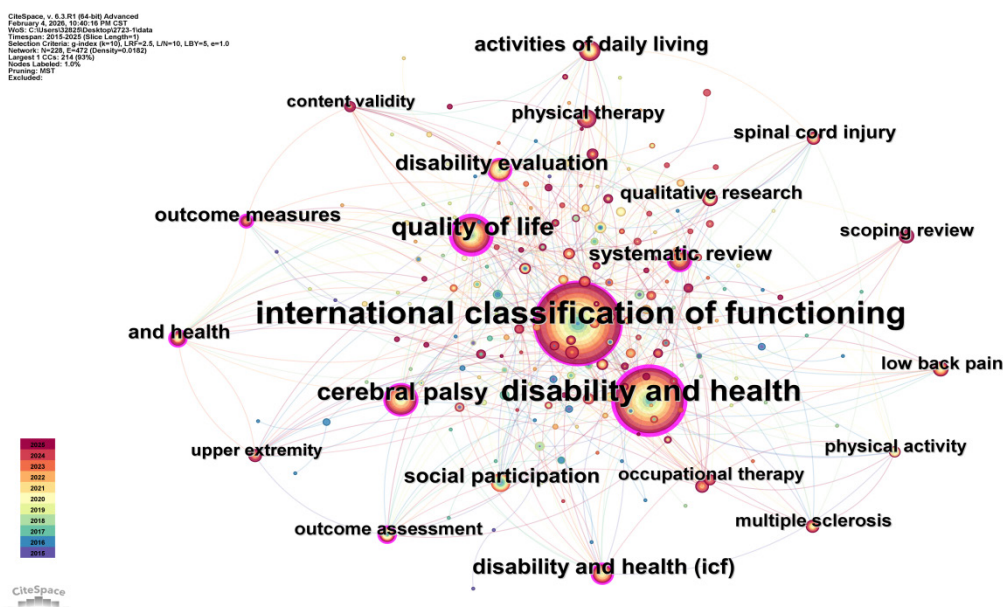 CiteSpace, v. 6.3.R1 (64-bit) Advanced
February 4, 2026, 10:40:16 PM CST
WoS: C:\Users\32825\Desktop\2723-1\data
Timespan: 2015-2025 (Slice Length=1)
Selection Criteria: g-index (k=10), LRF=2.5, L/N=10, LBY=5, e=1.0
Network: N=228, E=472 (Density=0.0182)
Largest 1 CCs: 214 (93%)
Nodes Labeled: 1.0%
Pruning: MST
Excluded:
activities of daily living
content validity
physical therapy
spinal cord injury
disability evaluation
qualitative research
outcome measures
quality of life
scoping review
systematic review
international classification of functioning
and health
low back pain
cerebral palsy
disability and health
upper extremity
physical activity
social participation
occupational therapy
outcome assessment
multiple sclerosis
disability and health (icf)
2025
2024
2023
2022
2021
2020
2019
2018
2017
2016
2015
CiteSpace